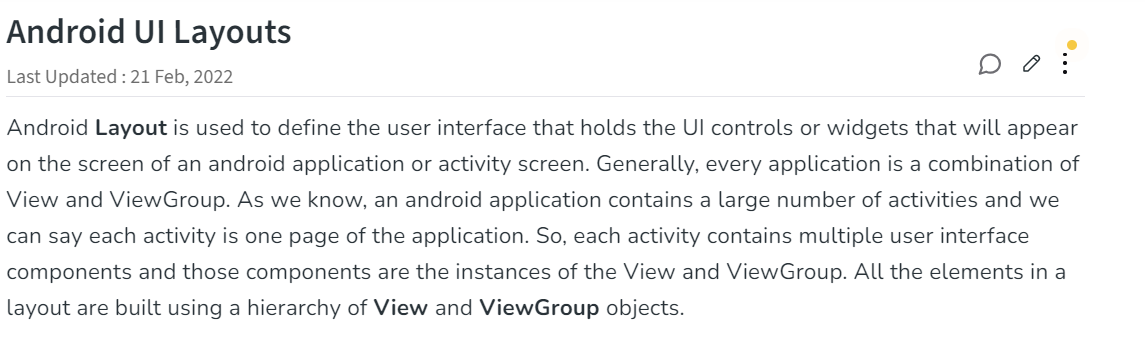 Android UI Layouts
Last Updated : 21 Feb, 2022
Android Layout is used to define the user interface that holds the UI controls or widgets that will appear
on the screen of an android application or activity screen. Generally, every application is a combination of
View and ViewGroup. As we know, an android application contains a large number of activities and we
can say each activity is one page of the application. So, each activity contains multiple user interface
components and those components are the instances of the View and ViewGroup. All the elements in a
layout are built using a hierarchy of View and ViewGroup objects.